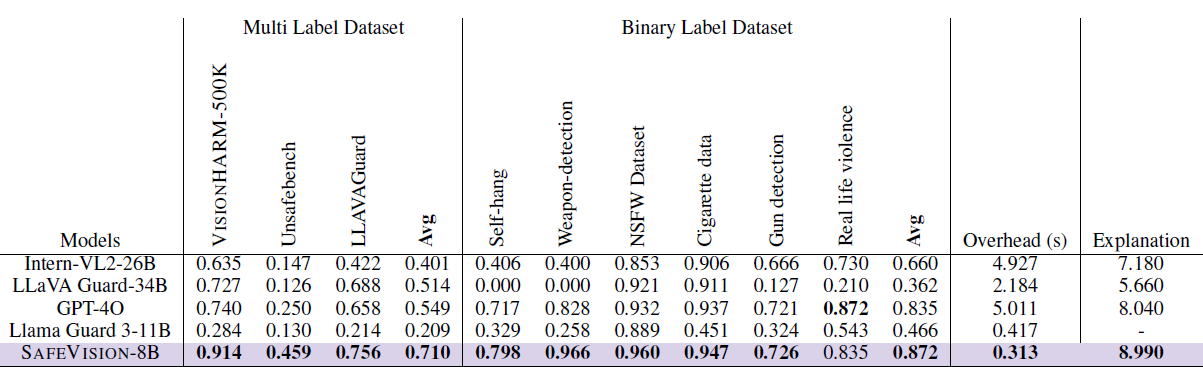 Multi Label Dataset Binary Label Dataset
Models VISIONHARM-500K Unsafebench LLAVAGuard Avg Self-hang Weapon-detection NSFW Dataset Cigarette data Gun detection Real life violence Avg Overhead (s) Explanation
Intern-VL2-26B 0.635 0.147 0.422 0.401 0.406 0.400 0.853 0.906 0.666 0.730 0.660 4.927 7.180
LLaVA Guard-34B 0.727 0.126 0.688 0.514 0.000 0.000 0.921 0.911 0.127 0.210 0.362 2.184 5.660
GPT-4O 0.740 0.250 0.658 0.549 0.717 0.828 0.932 0.937 0.721 0.872 0.835 5.011 8.040
Llama Guard 3-11B 0.284 0.130 0.214 0.209 0.329 0.258 0.889 0.451 0.324 0.543 0.466 0.417 -
SAFEVISION-8B 0.914 0.459 0.756 0.710 0.798 0.966 0.960 0.947 0.726 0.835 0.872 0.313 8.990